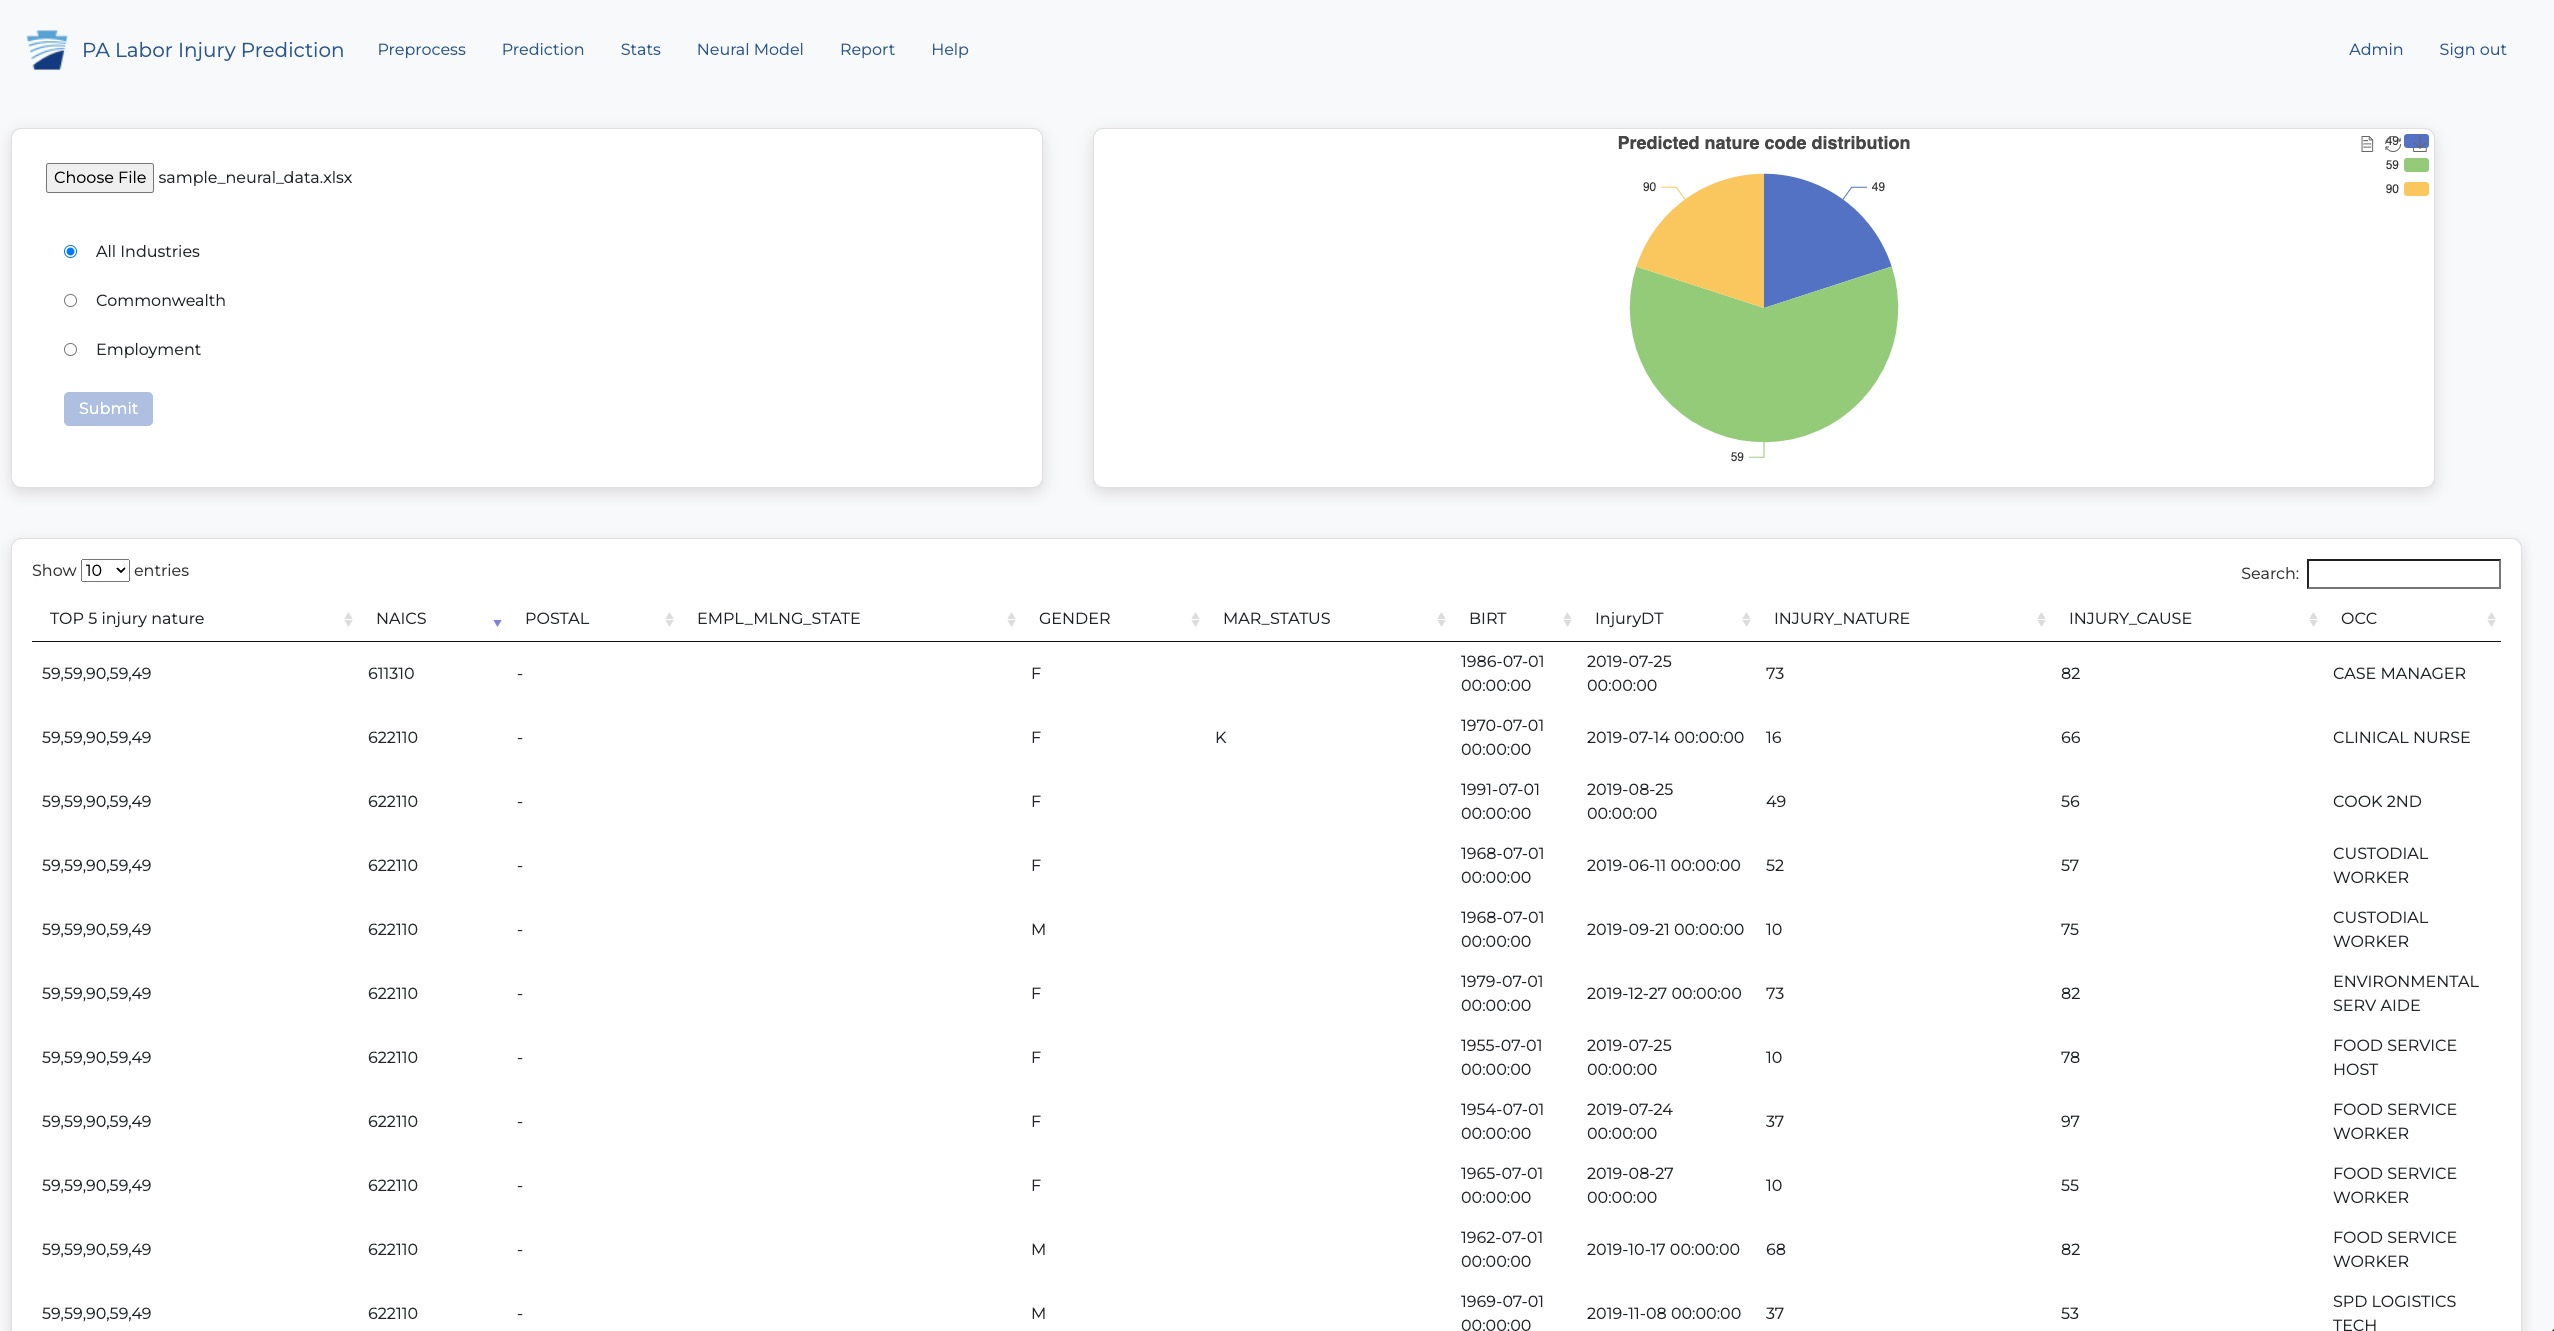 PA Labor Injury Prediction Preprocess Prediction Stats Neural Model Report Help Admin Sign out
Choose File sample_neural_data.xlsx
All Industries
Commonwealth
Employment
Submit
Predicted nature code distribution
49
59
90
90
49
59
Show 10 entries
Search:
TOP 5 injury nature NAICS POSTAL EMPL_MLNG_STATE GENDER MAR_STATUS BIRT InjuryDT INJURY_NATURE INJURY_CAUSE OCC
59,59,90,59,49 611310 - F 1986-07-01 00:00:00 2019-07-25 00:00:00 73 82 CASE MANAGER
59,59,90,59,49 622110 - F K 1970-07-01 00:00:00 2019-07-14 00:00:00 16 66 CLINICAL NURSE
59,59,90,59,49 622110 - F 1991-07-01 00:00:00 2019-08-25 00:00:00 49 56 COOK 2ND
59,59,90,59,49 622110 - F 1968-07-01 00:00:00 2019-06-11 00:00:00 52 57 CUSTODIAL WORKER
59,59,90,59,49 622110 - M 1968-07-01 00:00:00 2019-09-21 00:00:00 10 75 CUSTODIAL WORKER
59,59,90,59,49 622110 - F 1979-07-01 00:00:00 2019-12-27 00:00:00 73 82 ENVIRONMENTAL SERV AIDE
59,59,90,59,49 622110 - F 1955-07-01 00:00:00 2019-07-25 00:00:00 10 78 FOOD SERVICE HOST
59,59,90,59,49 622110 - F 1954-07-01 00:00:00 2019-07-24 00:00:00 37 97 FOOD SERVICE WORKER
59,59,90,59,49 622110 - F 1965-07-01 00:00:00 2019-08-27 00:00:00 10 55 FOOD SERVICE WORKER
59,59,90,59,49 622110 - M 1962-07-01 00:00:00 2019-10-17 00:00:00 68 82 FOOD SERVICE WORKER
59,59,90,59,49 622110 - M 1969-07-01 00:00:00 2019-11-08 00:00:00 37 53 SPD LOGISTICS TECH